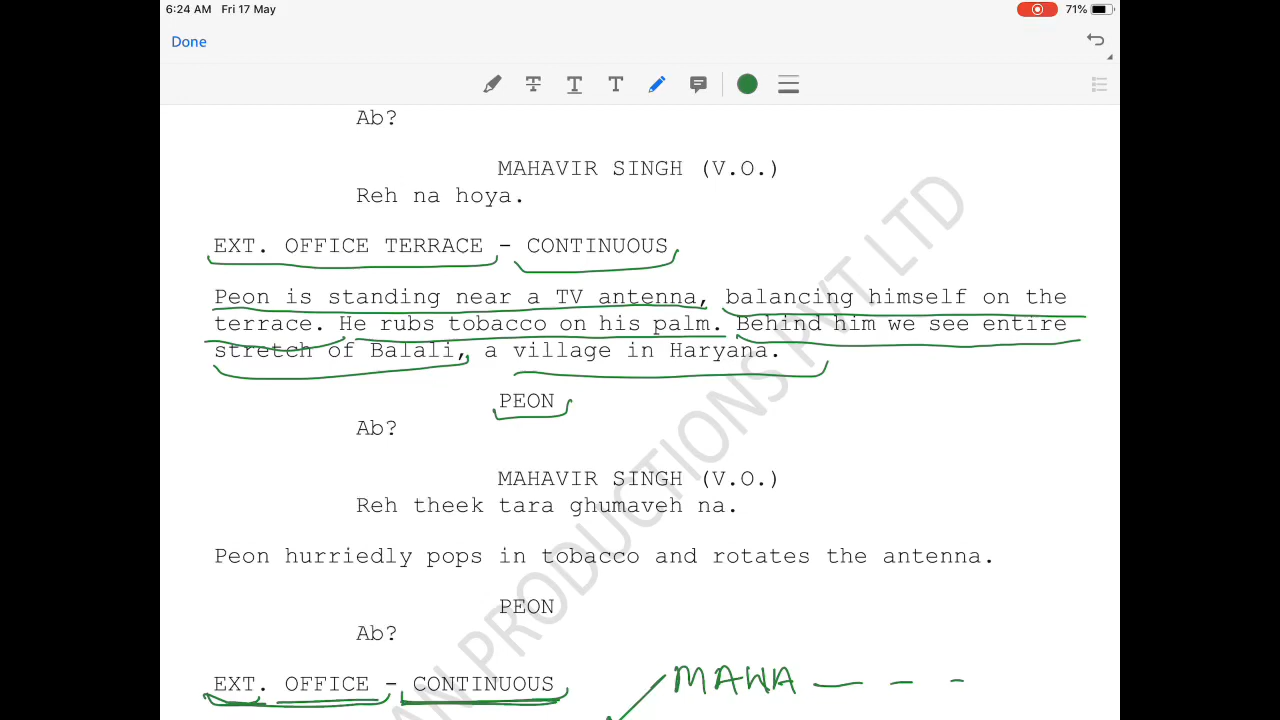 6:24 AM Fri 17 May
71%
Done
Ab?
MAHAVIR SINGH (V.O.)
Reh na hoya.
EXT. OFFICE TERRACE - CONTINUOUS
Peon is standing near a TV antenna, balancing himself on the
terrace. He rubs tobacco on his palm. Behind him we see entire
stretch of Balali, a village in Haryana.
PEON
Ab?
MAHAVIR SINGH (V.O.)
Reh theek tara ghumaveh na.
Peon hurriedly pops in tobacco and rotates the antenna.
PEON
Ab?
EXT. OFFICE - CONTINUOUS
PRODUCTIONS PVT LTD